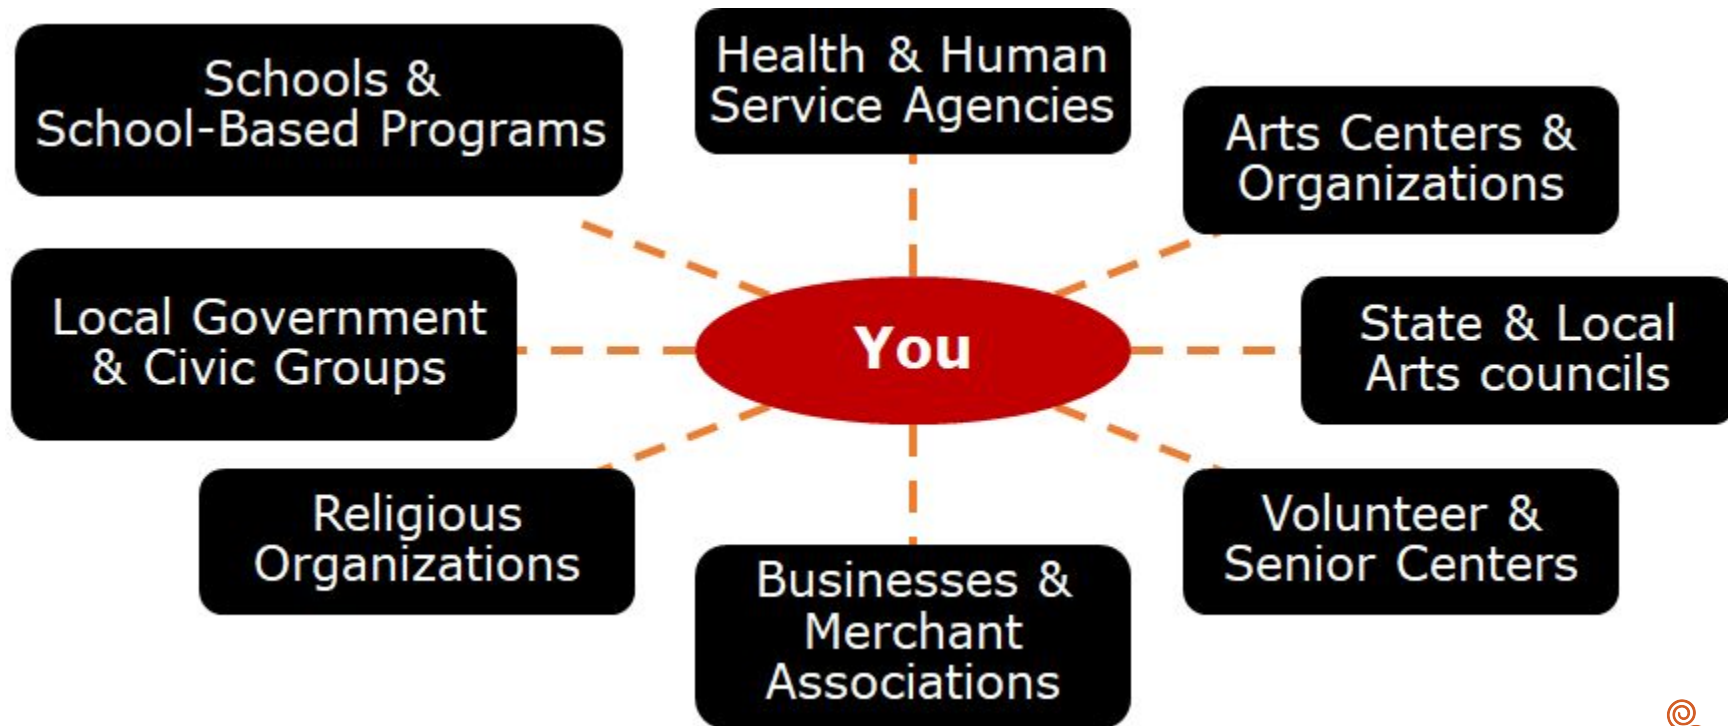 Schools &
School-Based Programs
Health & Human
Service Agencies
Arts Centers &
Organizations
Local Government
& Civic Groups
You
State & Local
Arts councils
Religious
Organizations
Businesses &
Merchant
Associations
Volunteer &
Senior Centers